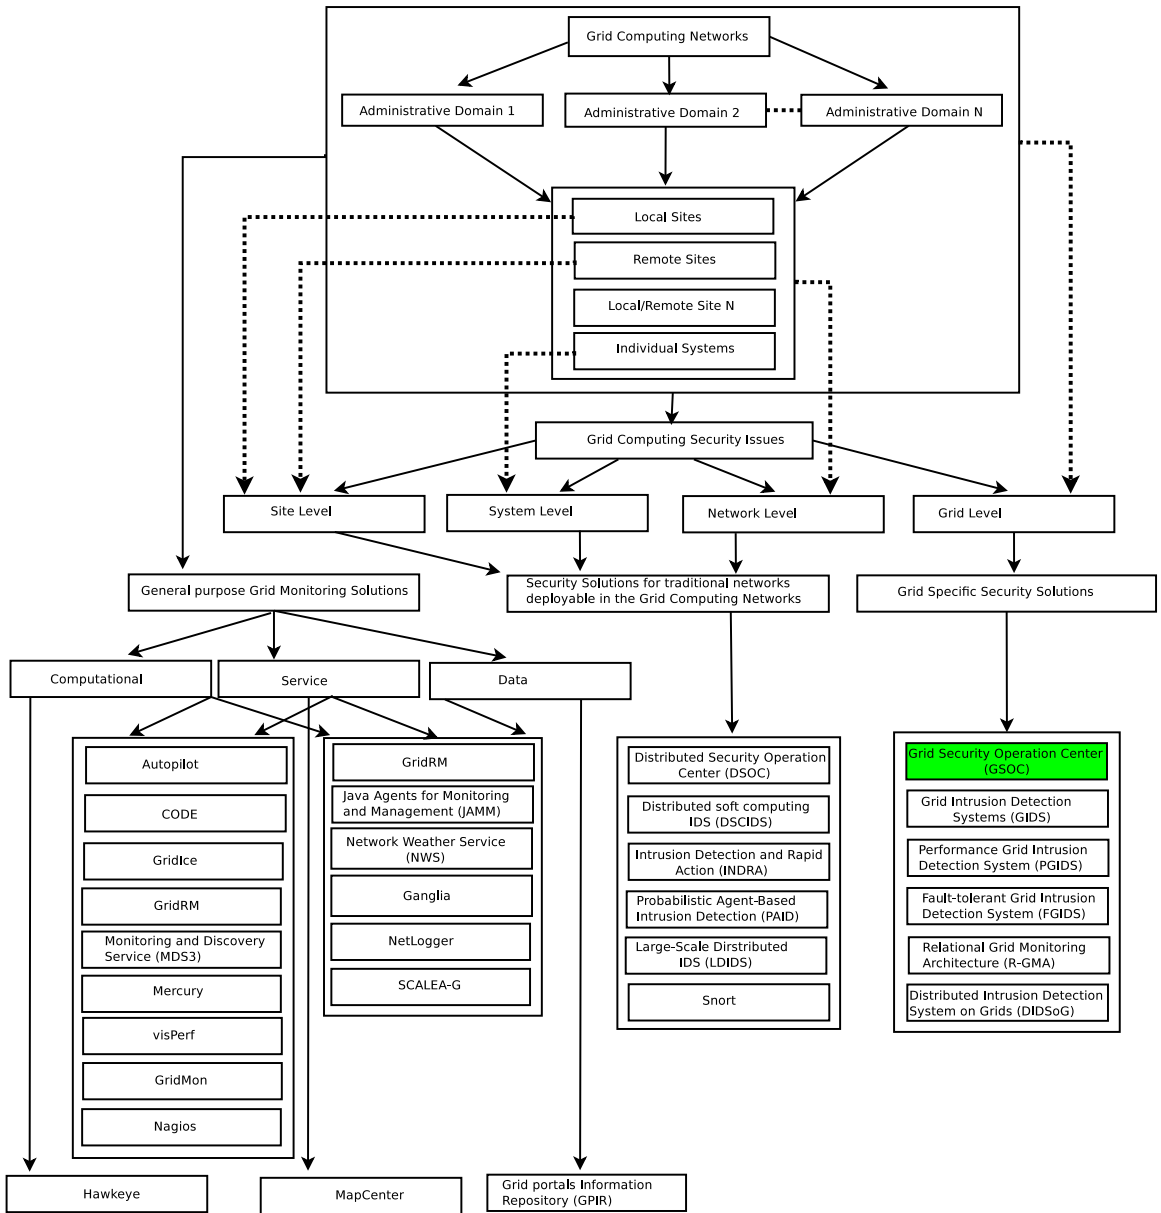 Grid Computing Networks
Administrative Domain 1
Administrative Domain 2
Administrative Domain N
Local Sites
Remote Sites
Local/Remote Site N
Individual Systems
Grid Computing Security Issues
Site Level
System Level
Network Level
Grid Level
General purpose Grid Monitoring Solutions
Security Solutions for traditional networks
deployable in the Grid Computing Networks
Grid Specific Security Solutions
Computational
Service
Data
Autopilot
CODE
GridIce
GridRM
Monitoring and Discovery
Service (MDS3)
Mercury
visPerf
GridMon
Nagios
GridRM
Java Agents for Monitoring
and Management (JAMM)
Network Weather Service
(NWS)
Ganglia
NetLogger
SCALEA-G
Distributed Security Operation
Center (DSOC)
Distributed soft computing
IDS (DSCIDS)
Intrusion Detection and Rapid
Action (INDRA)
Probabilistic Agent-Based
Intrusion Detection (PAID)
Large-Scale Dirstributed
IDS (LDIDS)
Snort
Grid Security Operation Center
(GSOC)
Grid Intrusion Detection
Systems (GIDS)
Performance Grid Intrusion
Detection System (PGIDS)
Fault-tolerant Grid Intrusion
Detection System (FGIDS)
Relational Grid Monitoring
Architecture (R-GMA)
Distributed Intrusion Detection
System on Grids (DIDSoG)
Hawkeye
MapCenter
Grid portals Information
Repository (GPIR)